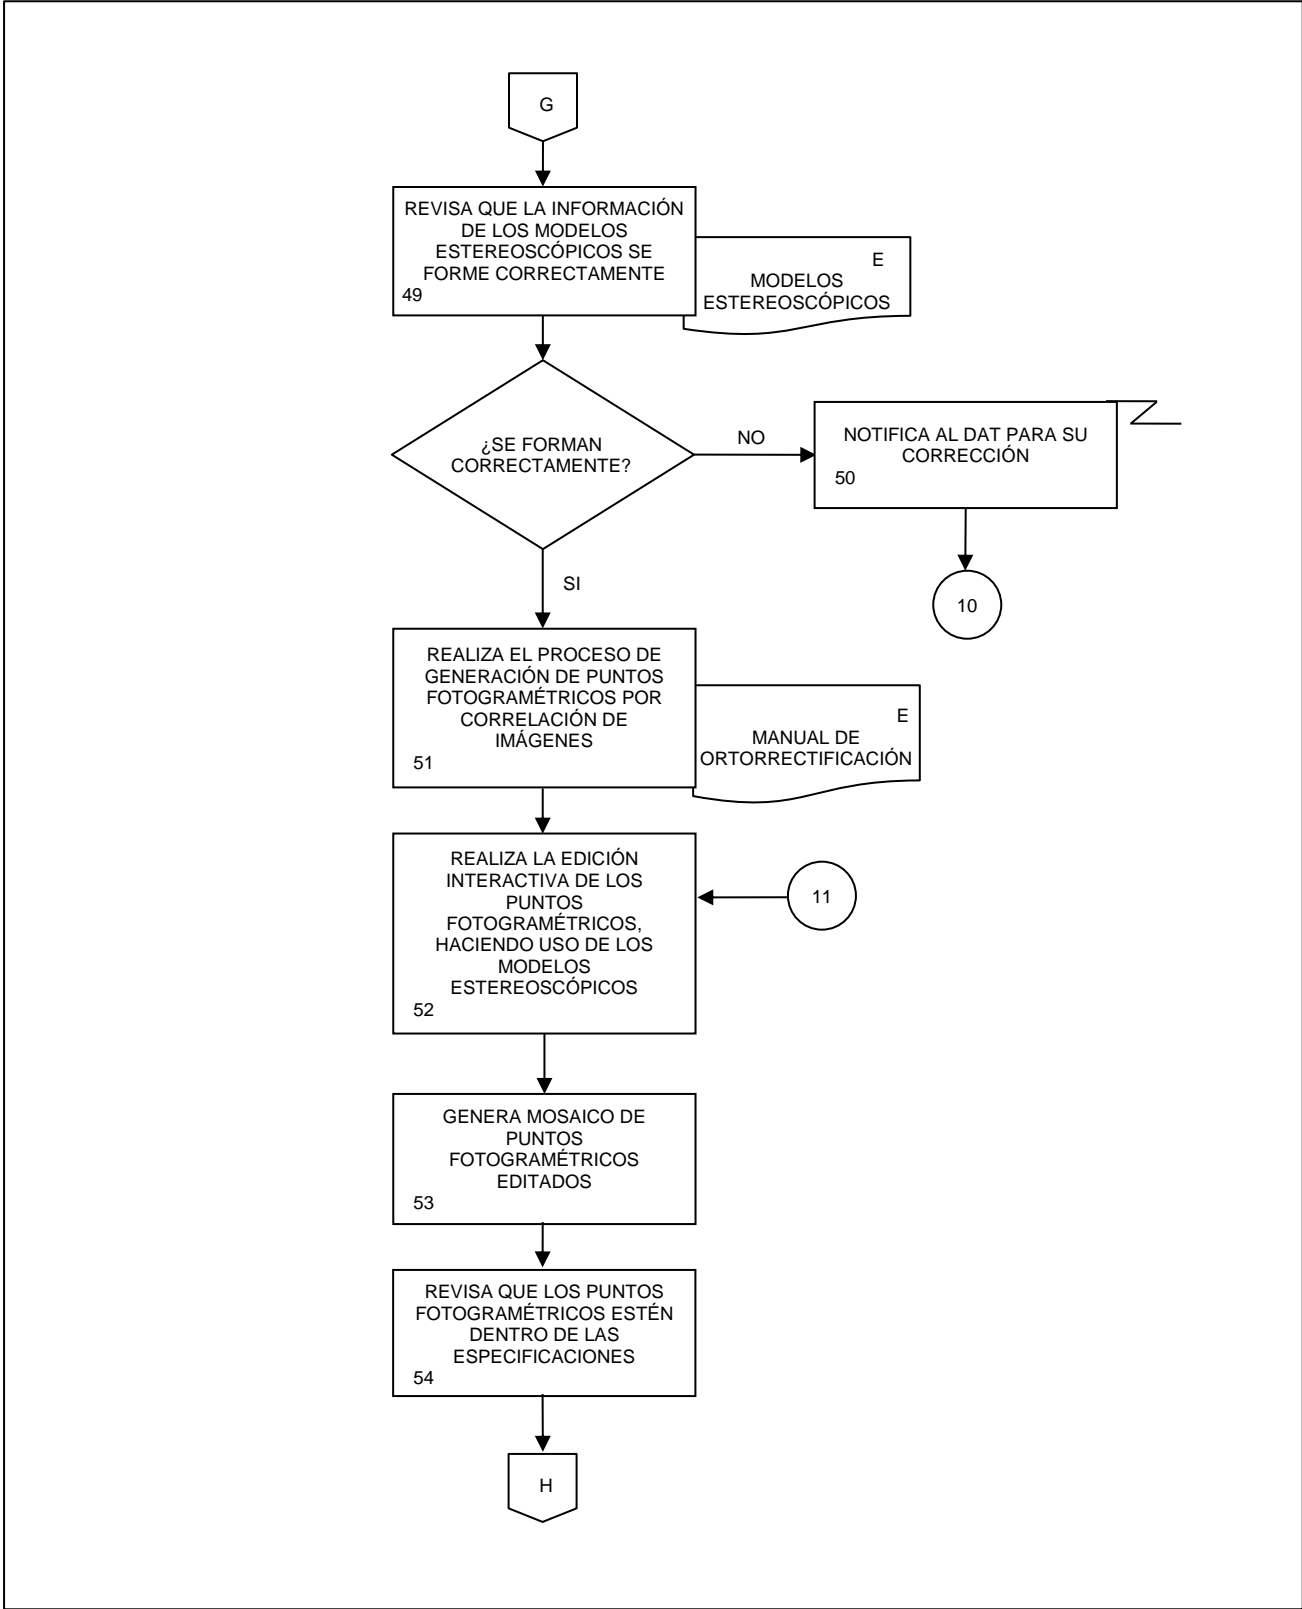 G
REVISA QUE LA INFORMACIÓN
DE LOS MODELOS
ESTEREOSCÓPICOS SE
FORME CORRECTAMENTE
49
E
MODELOS
ESTEREOSCÓPICOS
¿SE FORMAN
CORRECTAMENTE?
NO
NOTIFICA AL DAT PARA SU
CORRECCIÓN
50
10
SI
REALIZA EL PROCESO DE
GENERACIÓN DE PUNTOS
FOTOGRAMÉTRICOS POR
CORRELACIÓN DE
IMÁGENES
51
E
MANUAL DE
ORTORRECTIFICACIÓN
REALIZA LA EDICIÓN
INTERACTIVA DE LOS
PUNTOS
FOTOGRAMÉTRICOS,
HACIENDO USO DE LOS
MODELOS
ESTEREOSCÓPICOS
52
11
GENERA MOSAICO DE
PUNTOS
FOTOGRAMÉTRICOS
EDITADOS
53
REVISA QUE LOS PUNTOS
FOTOGRAMÉTRICOS ESTÉN
DENTRO DE LAS
ESPECIFICACIONES
54
H